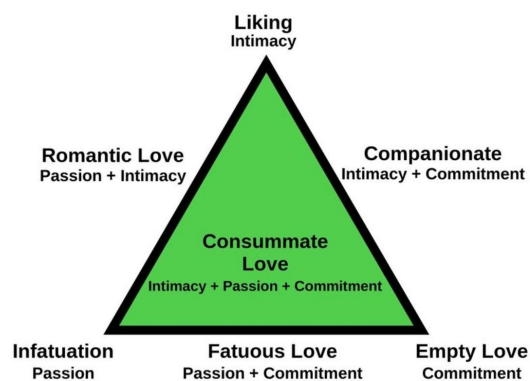 Liking
Intimacy
Romantic Love
Passion + Intimacy
Companionate
Intimacy + Commitment
Consummate
Love
Intimacy + Passion + Commitment
Infatuation
Passion
Fatuous Love
Passion + Commitment
Empty Love
Commitment